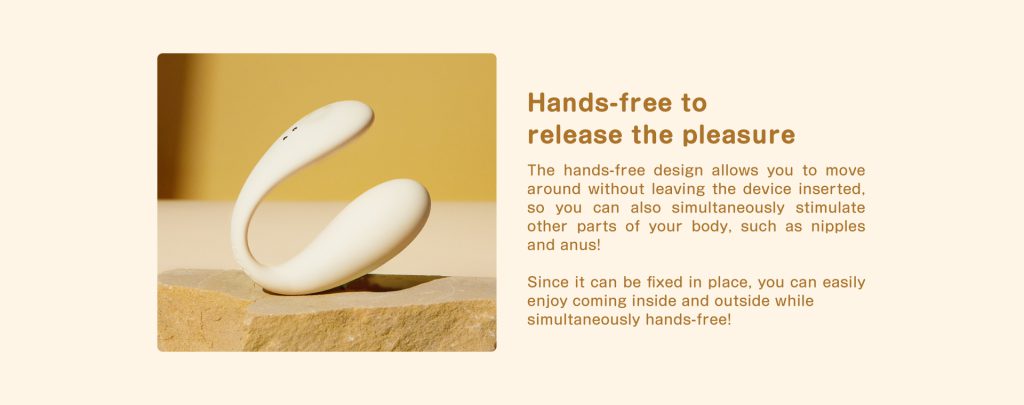 Hands-free to
release the pleasure
The hands-free design allows you to move
around without leaving the device inserted,
so you can also simultaneously stimulate
other parts of your body, such as nipples
and anus!
Since it can be fixed in place, you can easily
enjoy coming inside and outside while
simultaneously hands-free!